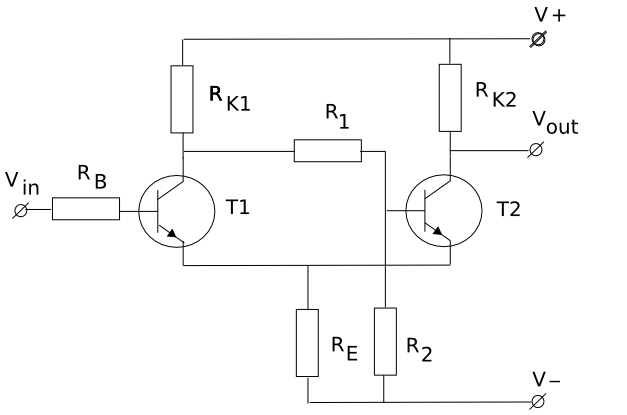 V+
R K1
R K2
R 1
V out
R B
V in
T1
T2
R E
R 2
V–